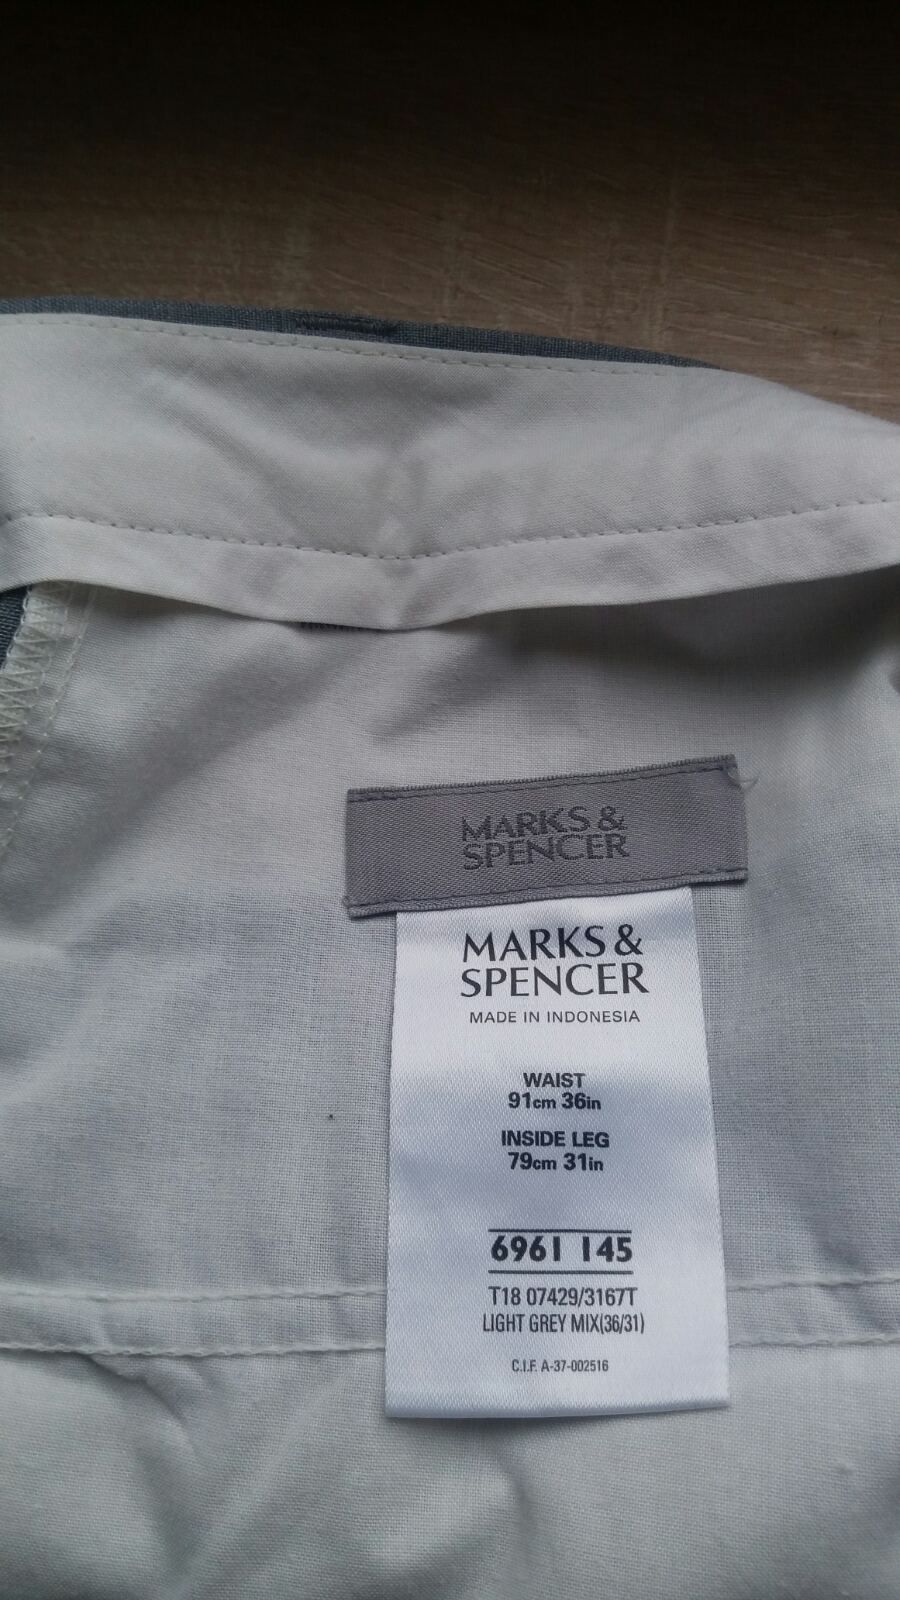 MARKS &
SPENCER
MARKS &
SPENCER
MADE IN INDONESIA
WAIST
91cm 36in
INSIDE LEG
79cm 31in
6961 145
T18 07429/3167T
LIGHT GREY MIX(36/31)
C.I.F. A-37-002516